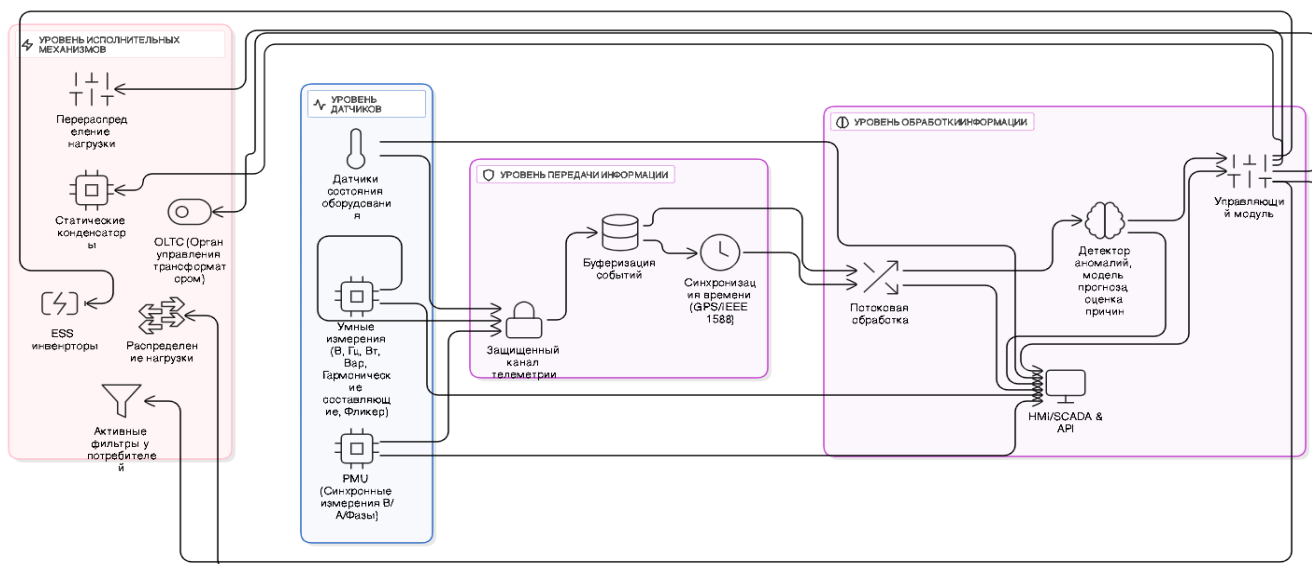 УРОВЕНЬ ИСПОЛНИТЕЛЬНЫХ
МЕХАНИЗМОВ
Перераспред
еление
нагрузки
Статические
конденсатор
ы
OLTC (Орган
управления
трансформат
ором)
ESS
инвенрторы
Распределен
ие нагрузки
Активные
фильтры у
потребителе
й
УРОВЕНЬ
ДАТЧИКОВ
Датчики
состояния
оборудовани
я
Умные
измерения
(В, Гц, Вт,
Вар,
Гармоническ
ие
составляющ
ие, Фликер)
PMU
(Синхронные
измерения В/
А/Фазы)
УРОВЕНЬ ПЕРЕДАЧИ ИНФОРМАЦИИ
Защищенный
канал
телеметрии
Буферизация
событий
Синхронизац
ия времени
(GPS/IEEE
1588)
УРОВЕНЬ ОБРАБОТКИИНФОРМАЦИИ
Потоковая
обработка
Детектор
аномалий,
модель
прогноза,
оценка
причин
Управляющи
й модуль
HMI/SCADA &
API